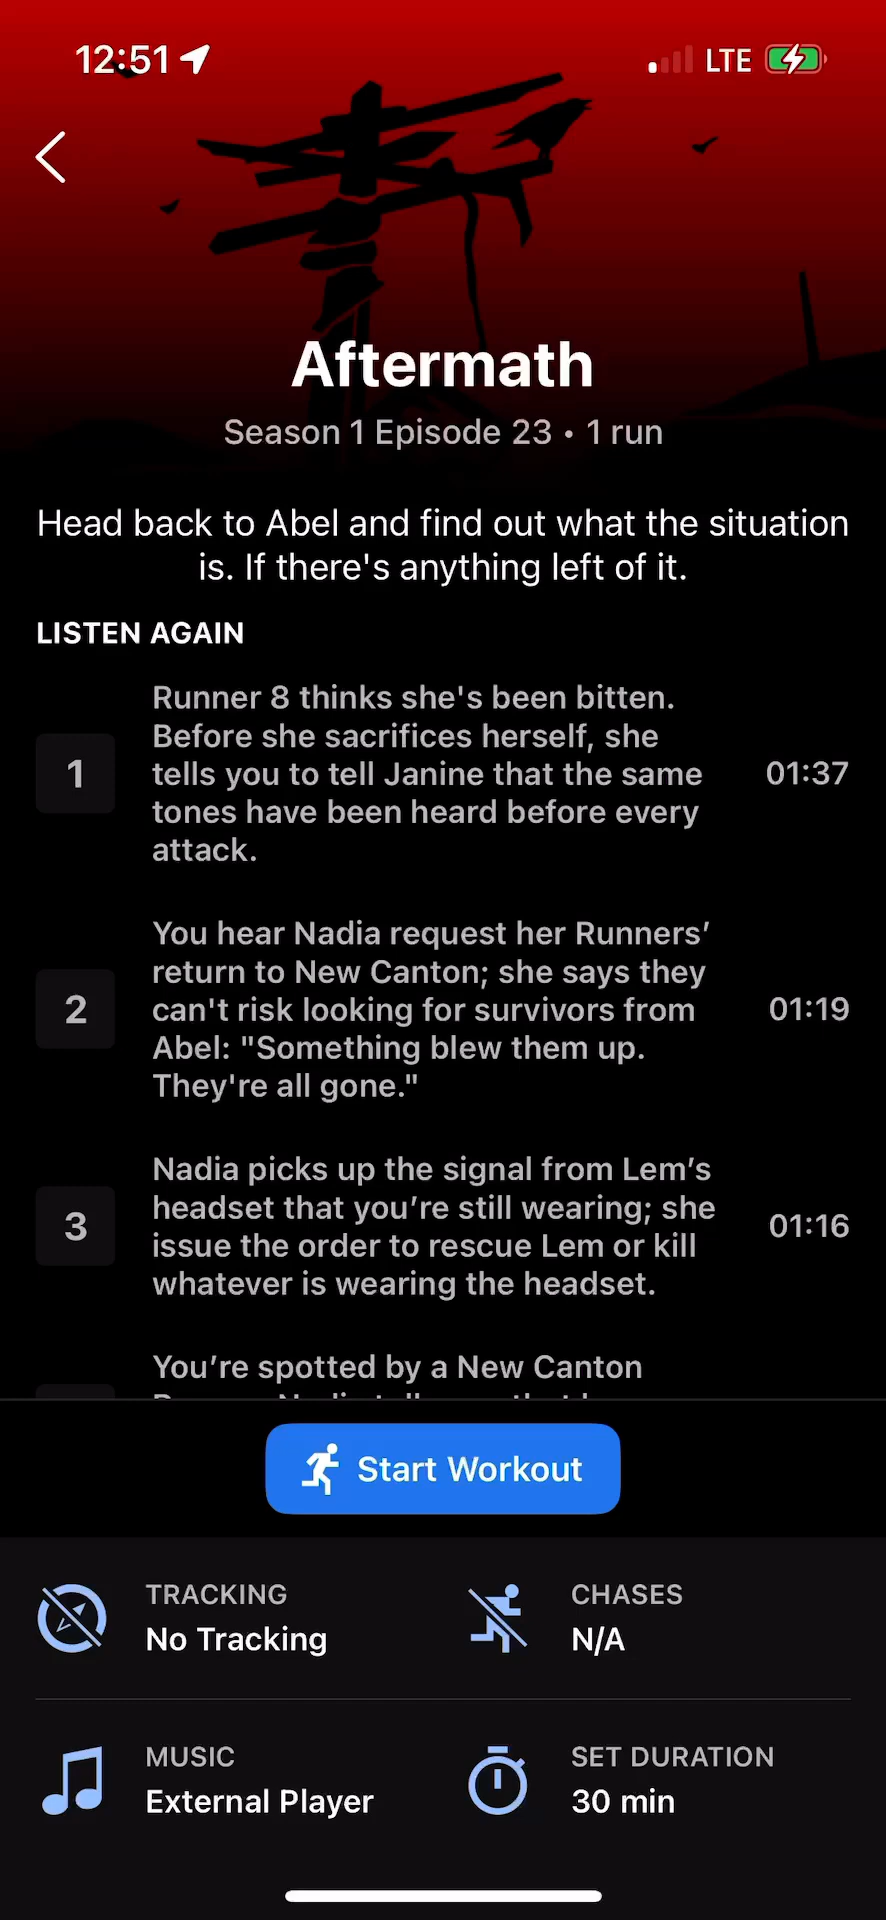 12:51
LTE
Aftermath
Season 1 Episode 23 • 1 run
Head back to Abel and find out what the situation
is. If there's anything left of it.
LISTEN AGAIN
1
Runner 8 thinks she's been bitten.
Before she sacrifices herself, she
tells you to tell Janine that the same
tones have been heard before every
attack.
01:37
2
You hear Nadia request her Runners’
return to New Canton; she says they
can't risk looking for survivors from
Abel: "Something blew them up.
They're all gone."
01:19
3
Nadia picks up the signal from Lem’s
headset that you’re still wearing; she
issue the order to rescue Lem or kill
whatever is wearing the headset.
01:16
You’re spotted by a New Canton
Start Workout
TRACKING
No Tracking
CHASES
N/A
MUSIC
External Player
SET DURATION
30 min